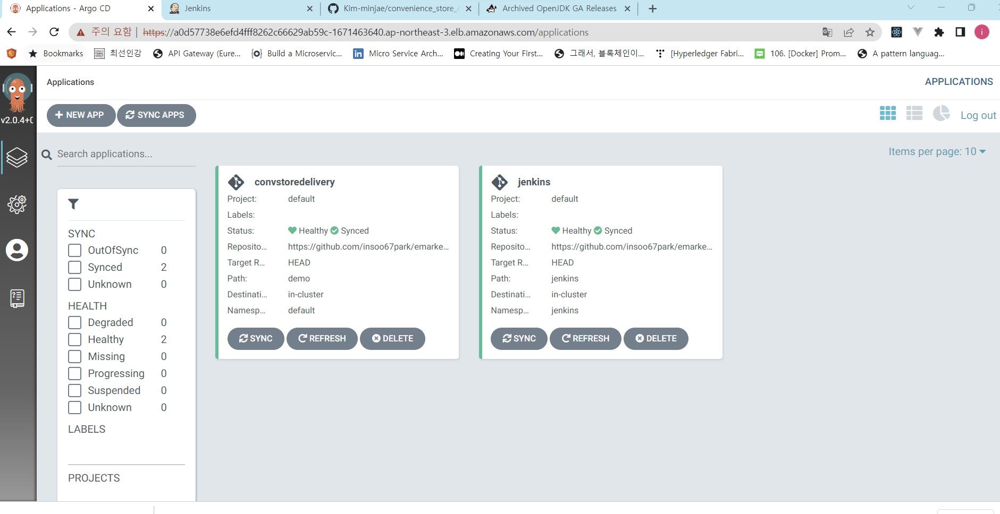 Applications - Argo CD
Jenkins
Kim-minjae/convenience_store_
Archived OpenJDK GA Releases
주의 요함 | https://a0d57738e6efd4fff8262c66629ab59c-1671463640.ap-northeast-3.elb.amazonaws.com/applications
i
Bookmarks
최선인강
API Gateway (Eure...
Build a Microservic...
Micro Service Arch...
Creating Your First...
그래서, 블록체인이...
[Hyperledger Fabri...
106. [Docker] Prom...
A pattern languag...
v2.0.4+0
Applications
APPLICATIONS
NEW APP
SYNC APPS
Log out
Search applications...
Items per page: 10
SYNC
OutOfSync 0
Synced 2
Unknown 0
HEALTH
Degraded 0
Healthy 2
Missing 0
Progressing 0
Suspended 0
Unknown 0
LABELS
PROJECTS
convstoredelivery
Project: default
Labels:
Status: Healthy Synced
Reposito... https://github.com/insoo67park/emarke...
Target R... HEAD
Path: demo
Destinati... in-cluster
Namesp... default
SYNC REFRESH DELETE
jenkins
Project: default
Labels:
Status: Healthy Synced
Reposito... https://github.com/insoo67park/emarke...
Target R... HEAD
Path: jenkins
Destinati... in-cluster
Namesp... jenkins
SYNC REFRESH DELETE